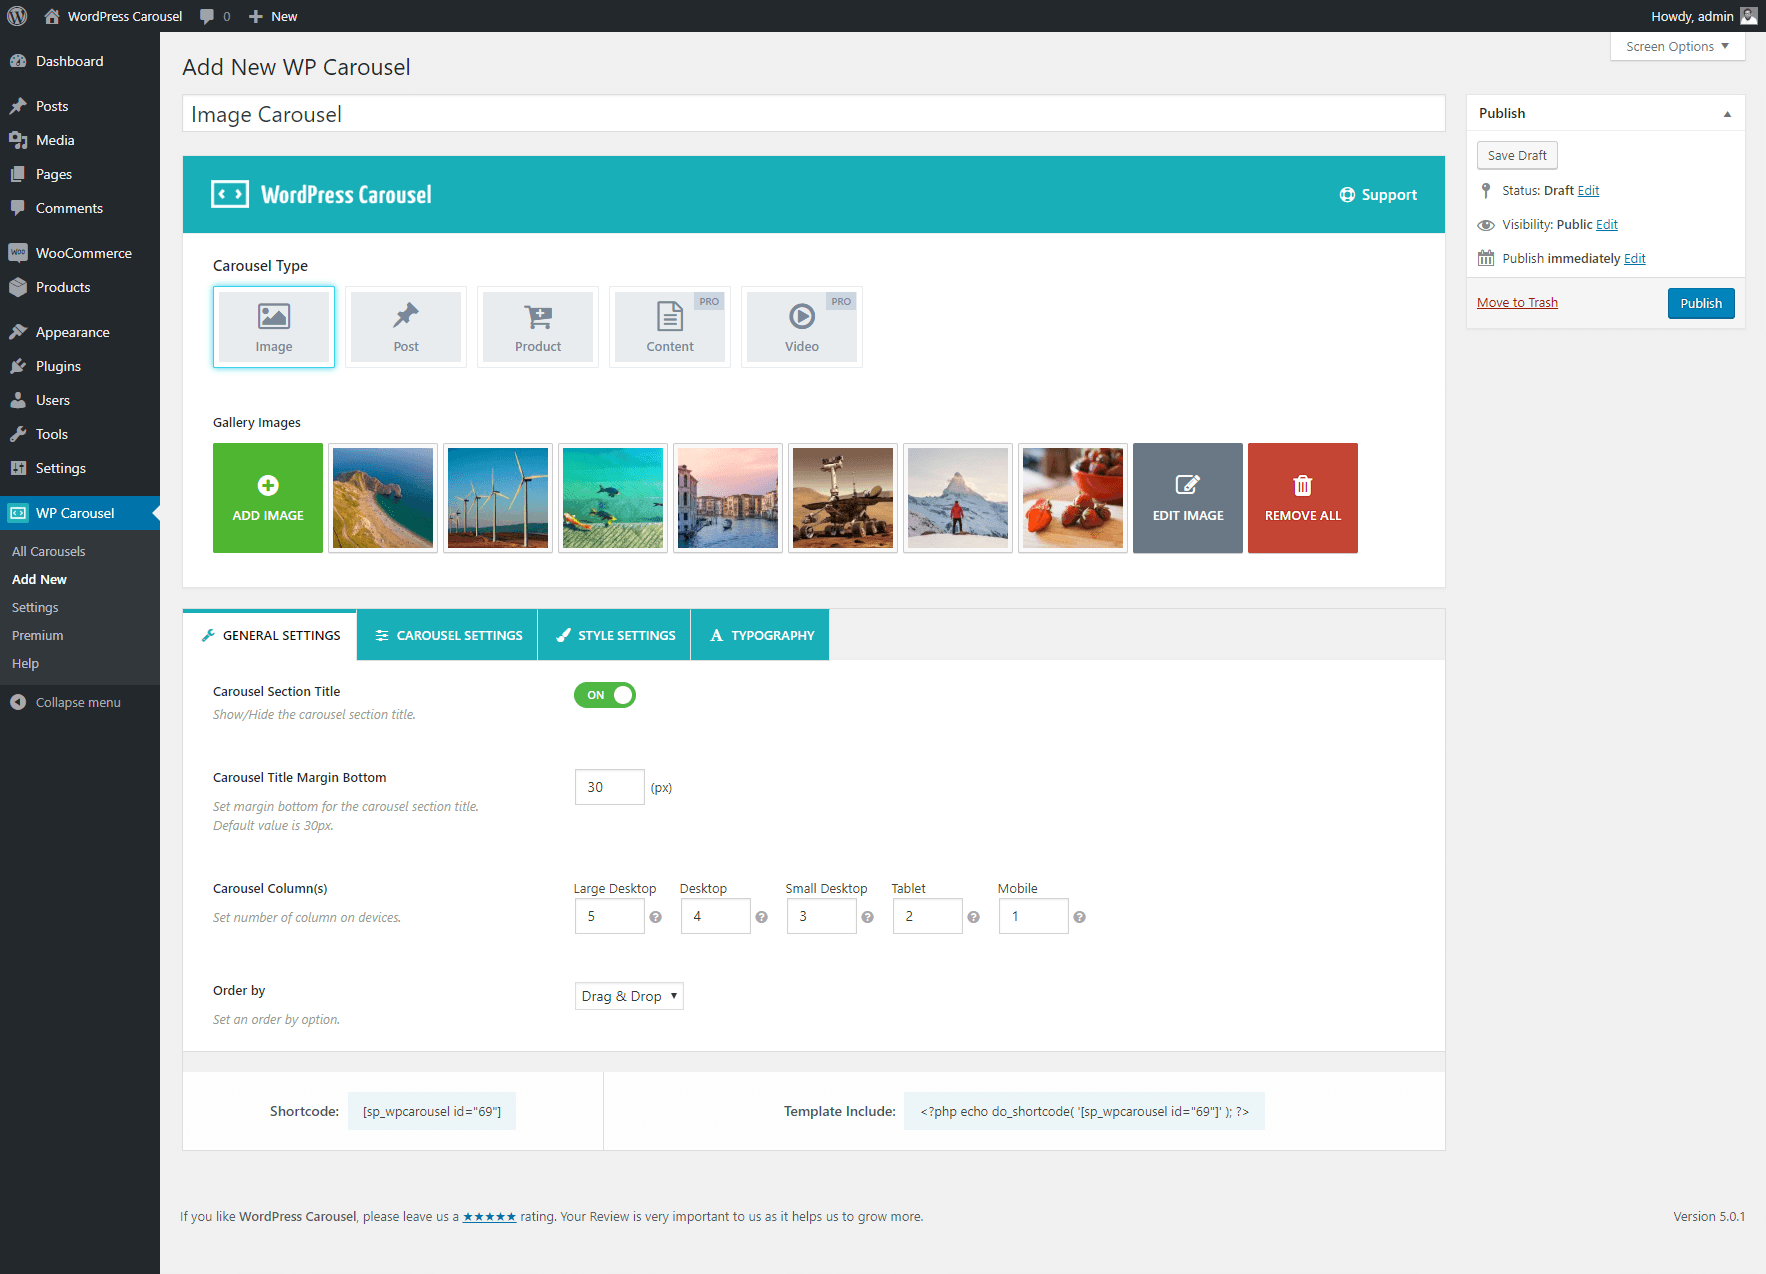 WordPress Carousel 0 New Howdy, admin
Dashboard
Posts
Media
Pages
Comments
WooCommerce
Products
Appearance
Plugins
Users
Tools
Settings
WP Carousel
All Carousels
Add New
Settings
Premium
Help
Collapse menu
Screen Options
Add New WP Carousel
Image Carousel
WordPress Carousel
Support
Carousel Type
Image
Post
Product
PRO
Content
PRO
Video
Gallery Images
ADD IMAGE
EDIT IMAGE
REMOVE ALL
GENERAL SETTINGS CAROUSEL SETTINGS STYLE SETTINGS TYPOGRAPHY
Carousel Section Title
Show/Hide the carousel section title.
ON
Carousel Title Margin Bottom
Set margin bottom for the carousel section title.
Default value is 30px.
30 (px)
Carousel Column(s)
Set number of column on devices.
Large Desktop Desktop Small Desktop Tablet Mobile
5 ? 4 ? 3 ? 2 ? 1 ?
Order by
Set an order by option.
Drag & Drop
Shortcode: [sp_wpcarousel id="69"]
Template Include: <?php echo do_shortcode( '[sp_wpcarousel id="69"]' ); ?>
Publish
Save Draft
Status: Draft Edit
Visibility: Public Edit
Publish immediately Edit
Move to Trash
Publish
If you like WordPress Carousel, please leave us a ★★★★★ rating. Your Review is very important to us as it helps us to grow more.
Version 5.0.1